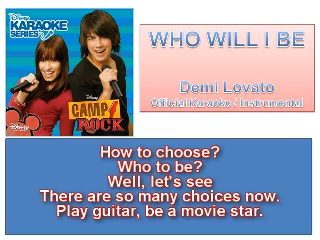 Disney
KARAOKE
SERIES
CAMP
ROCK
Disney
WHO WILL I BE
Demi Lovato
Official Karaoke / Instrumental
How to choose?
Who to be?
Well, let's see
There are so many choices now.
Play guitar, be a movie star.